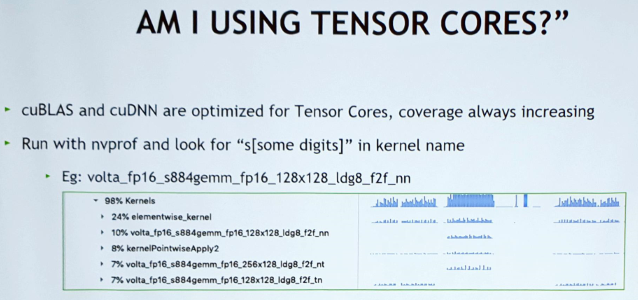 AM I USING TENSOR CORES?”
cuBLAS and cuDNN are optimized for Tensor Cores, coverage always increasing
Run with nvprof and look for “s[some digits]” in kernel name
Eg: volta_fp16_s884gemm_fp16_128x128_ldg8_f2f_nn
98% Kernels
24% elementwise_kernel
10% volta_fp16_s884gemm_fp16_128x128_ldg8_f2f_nn
8% kernelPointwiseApply2
7% volta_fp16_s884gemm_fp16_256x128_ldg8_f2f_nt
7% volta_fp16_s884gemm_fp16_128x128_ldg8_f2f_tn